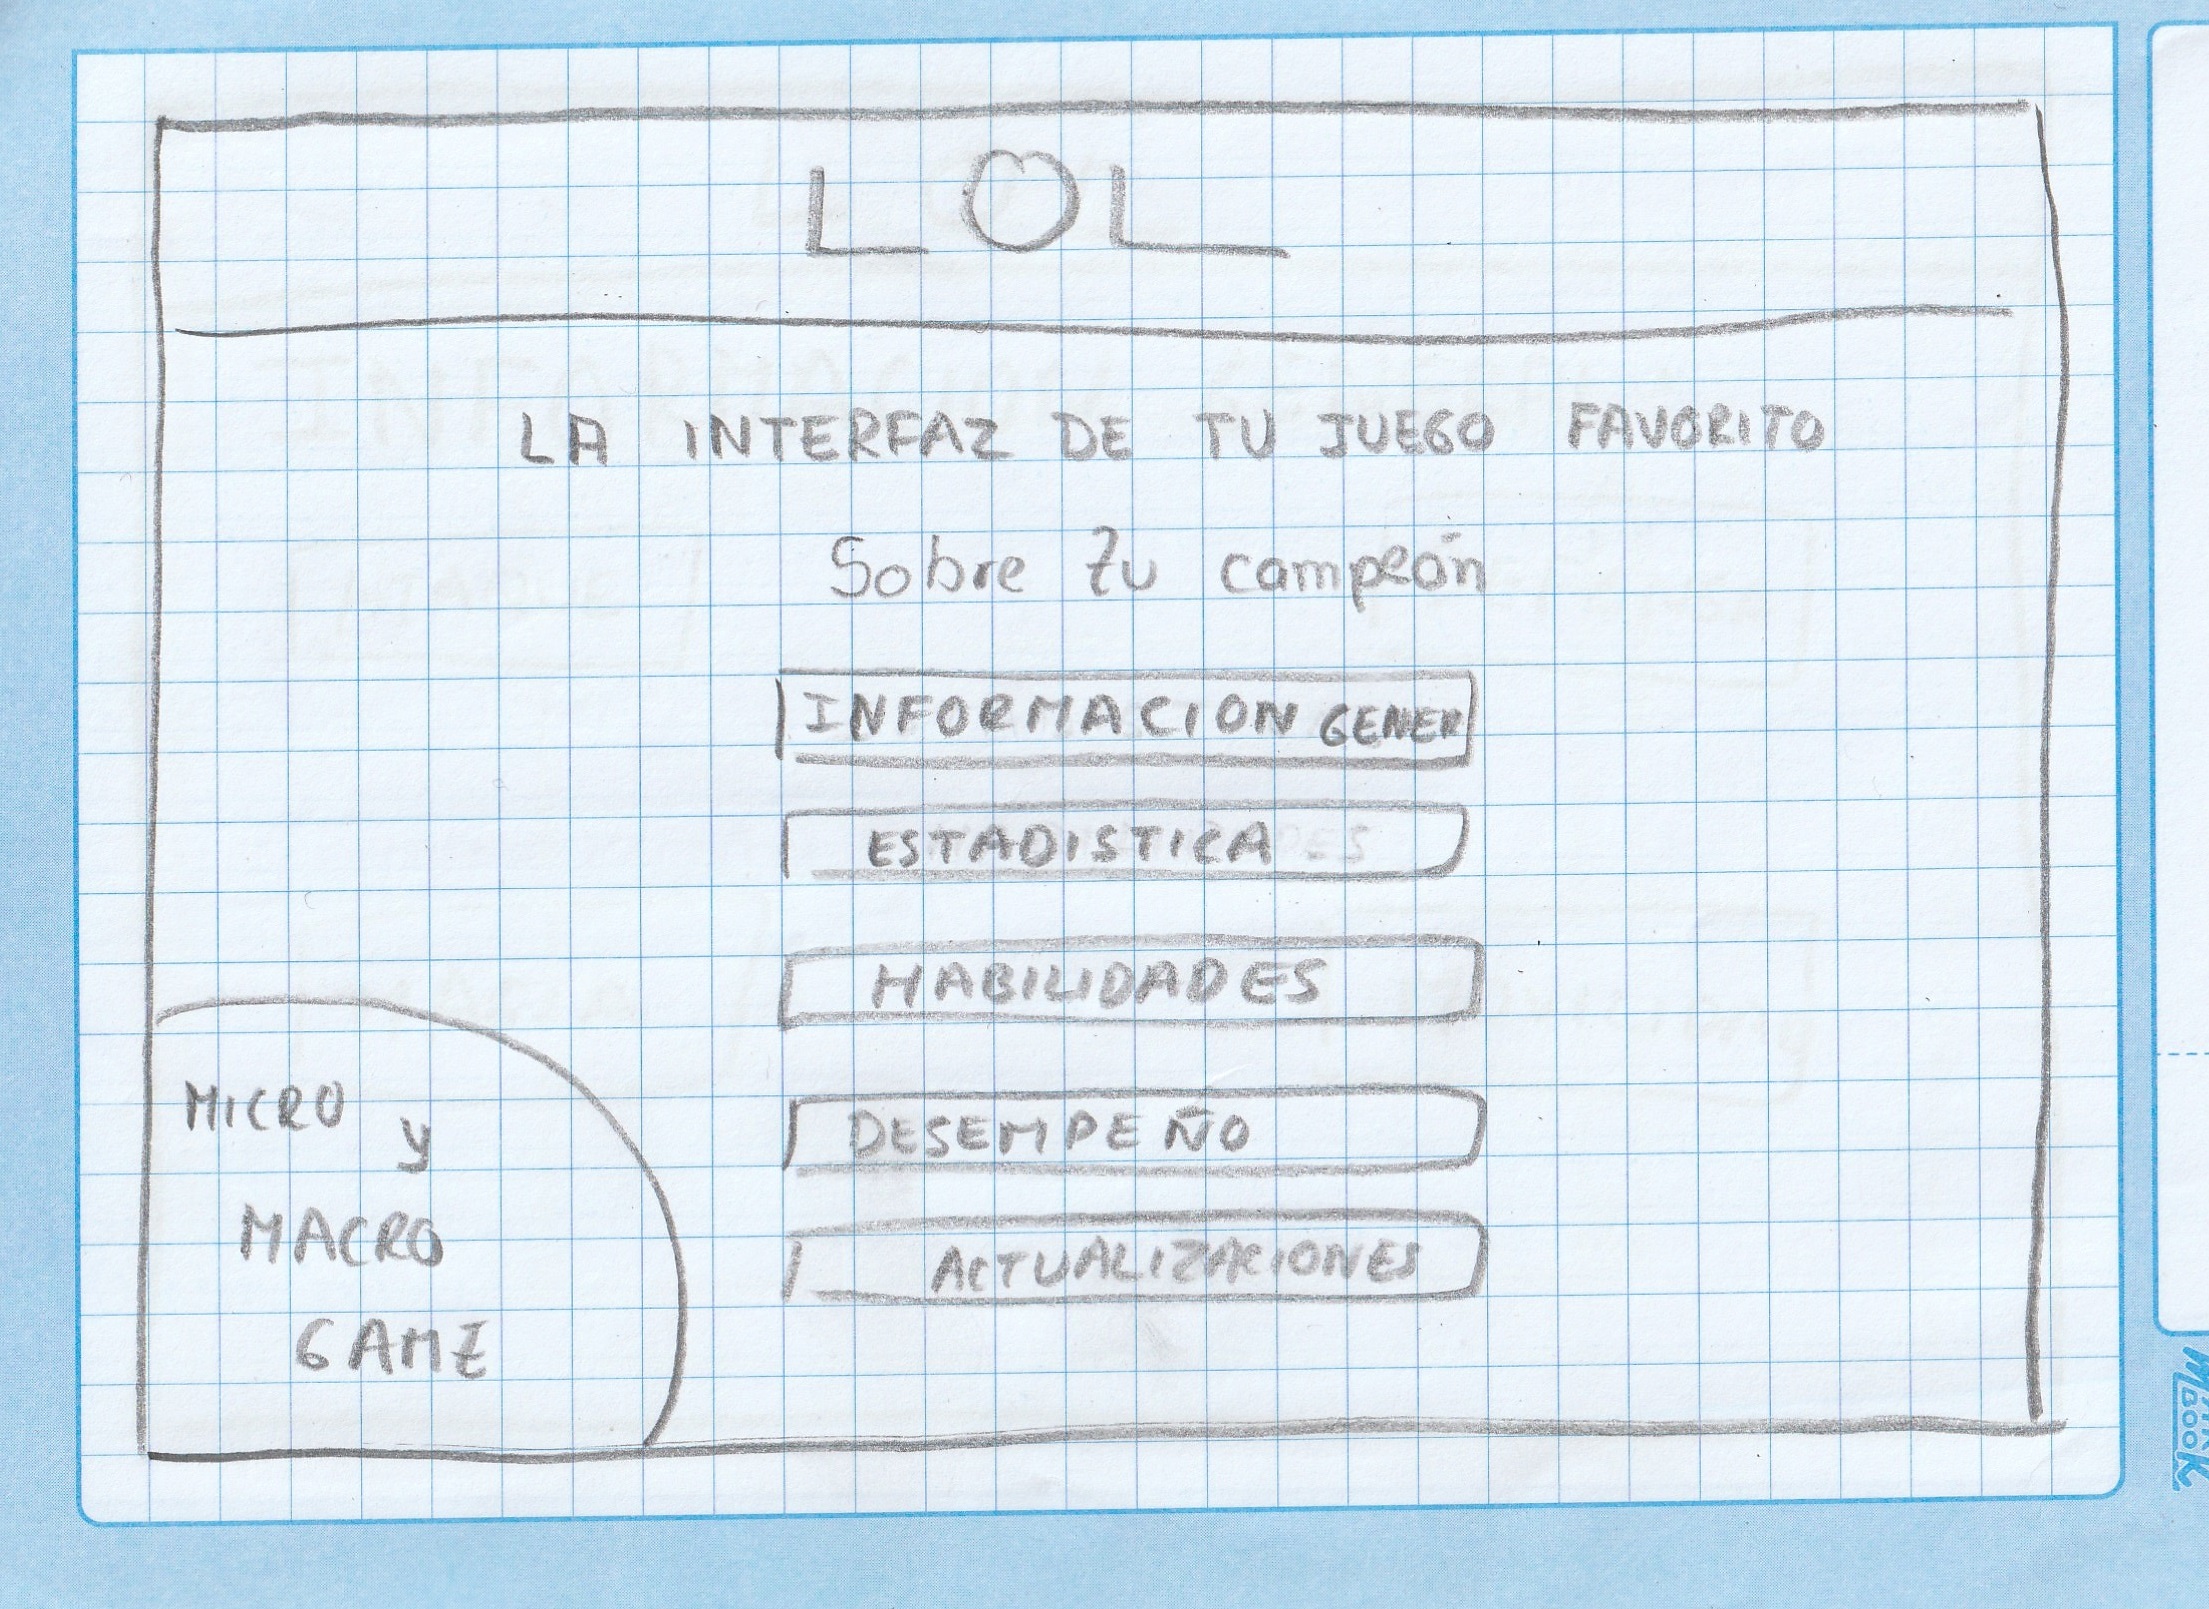 LOL
LA INTERFAZ DE TU JUEGO FAVORITO
Sobre tu campeón
INFORMACION GENER
ESTADISTICA
HABILIDADES
DESEMPEÑO
ACTUALIZACIONES
MICRO y
MACRO
GAME
BOOK